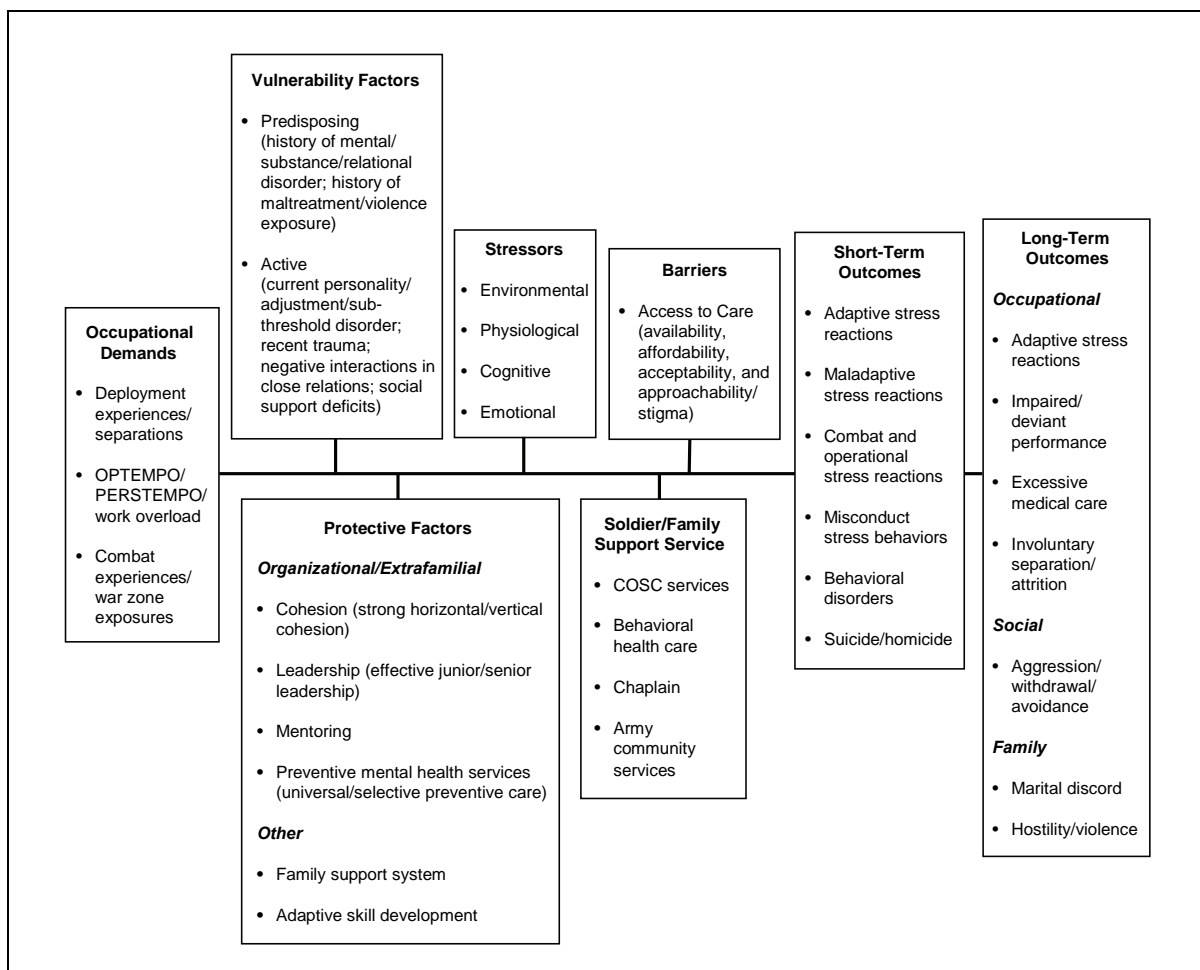 Vulnerability Factors
• Predisposing
(history of mental/
substance/relational
disorder; history of
maltreatment/violence
exposure)
• Active
(current personality/
adjustment/sub-
threshold disorder;
recent trauma;
negative interactions in
close relations; social
support deficits)
Occupational
Demands
• Deployment
experiences/
separations
• OPTEMPO/
PERSTEMPO/
work overload
• Combat
experiences/
war zone
exposures
Stressors
• Environmental
• Physiological
• Cognitive
• Emotional
Barriers
• Access to Care
(availability,
affordability,
acceptability, and
approachability/
stigma)
Short-Term
Outcomes
• Adaptive stress
reactions
• Maladaptive
stress reactions
• Combat and
operational
stress reactions
• Misconduct
stress behaviors
• Behavioral
disorders
• Suicide/homicide
Long-Term
Outcomes
Occupational
• Adaptive stress
reactions
• Impaired/
deviant
performance
• Excessive
medical care
• Involuntary
separation/
attrition
Social
• Aggression/
withdrawal/
avoidance
Family
• Marital discord
• Hostility/violence
Protective Factors
Organizational/Extrafamilial
• Cohesion (strong horizontal/vertical
cohesion)
• Leadership (effective junior/senior
leadership)
• Mentoring
• Preventive mental health services
(universal/selective preventive care)
Other
• Family support system
• Adaptive skill development
Soldier/Family
Support Service
• COSC services
• Behavioral
health care
• Chaplain
• Army
community
services